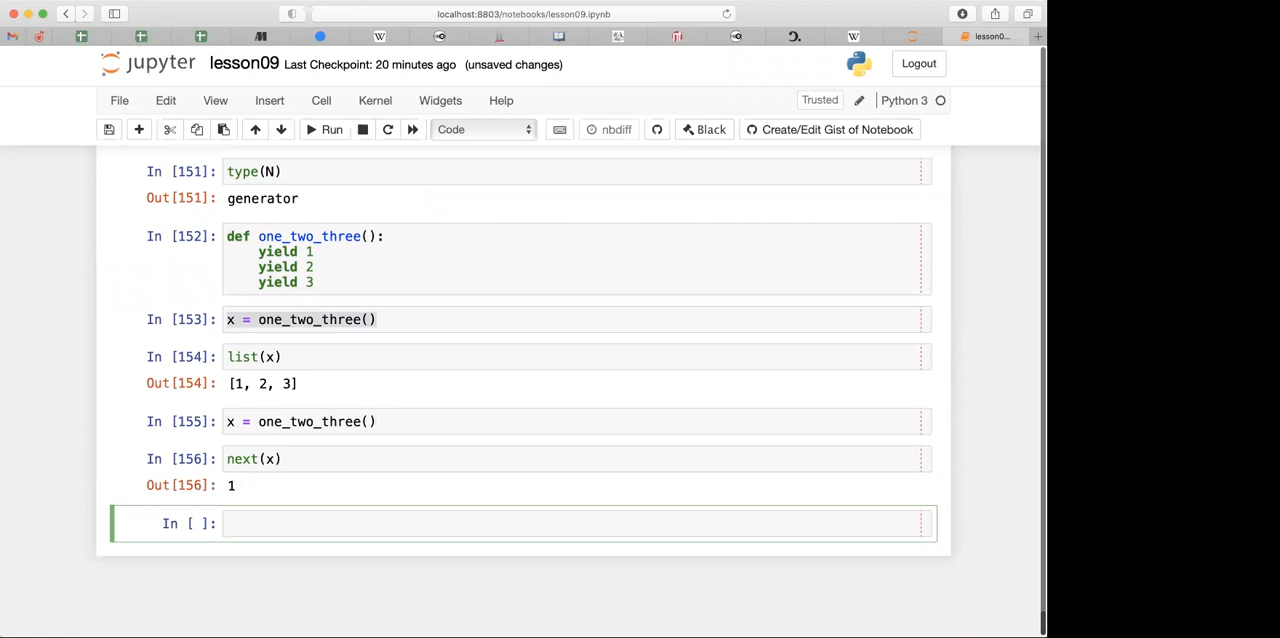 localhost:8803/notebooks/lesson09.ipynb
lesson0...
jupyter lesson09 Last Checkpoint: 20 minutes ago (unsaved changes)
Logout
File Edit View Insert Cell Kernel Widgets Help
Trusted Python 3
Run Code nbdiff Black Create/Edit Gist of Notebook
In [151]: type(N)
Out[151]: generator
In [152]: def one_two_three():
yield 1
yield 2
yield 3
In [153]: x = one_two_three()
In [154]: list(x)
Out[154]: [1, 2, 3]
In [155]: x = one_two_three()
In [156]: next(x)
Out[156]: 1
In [ ]: